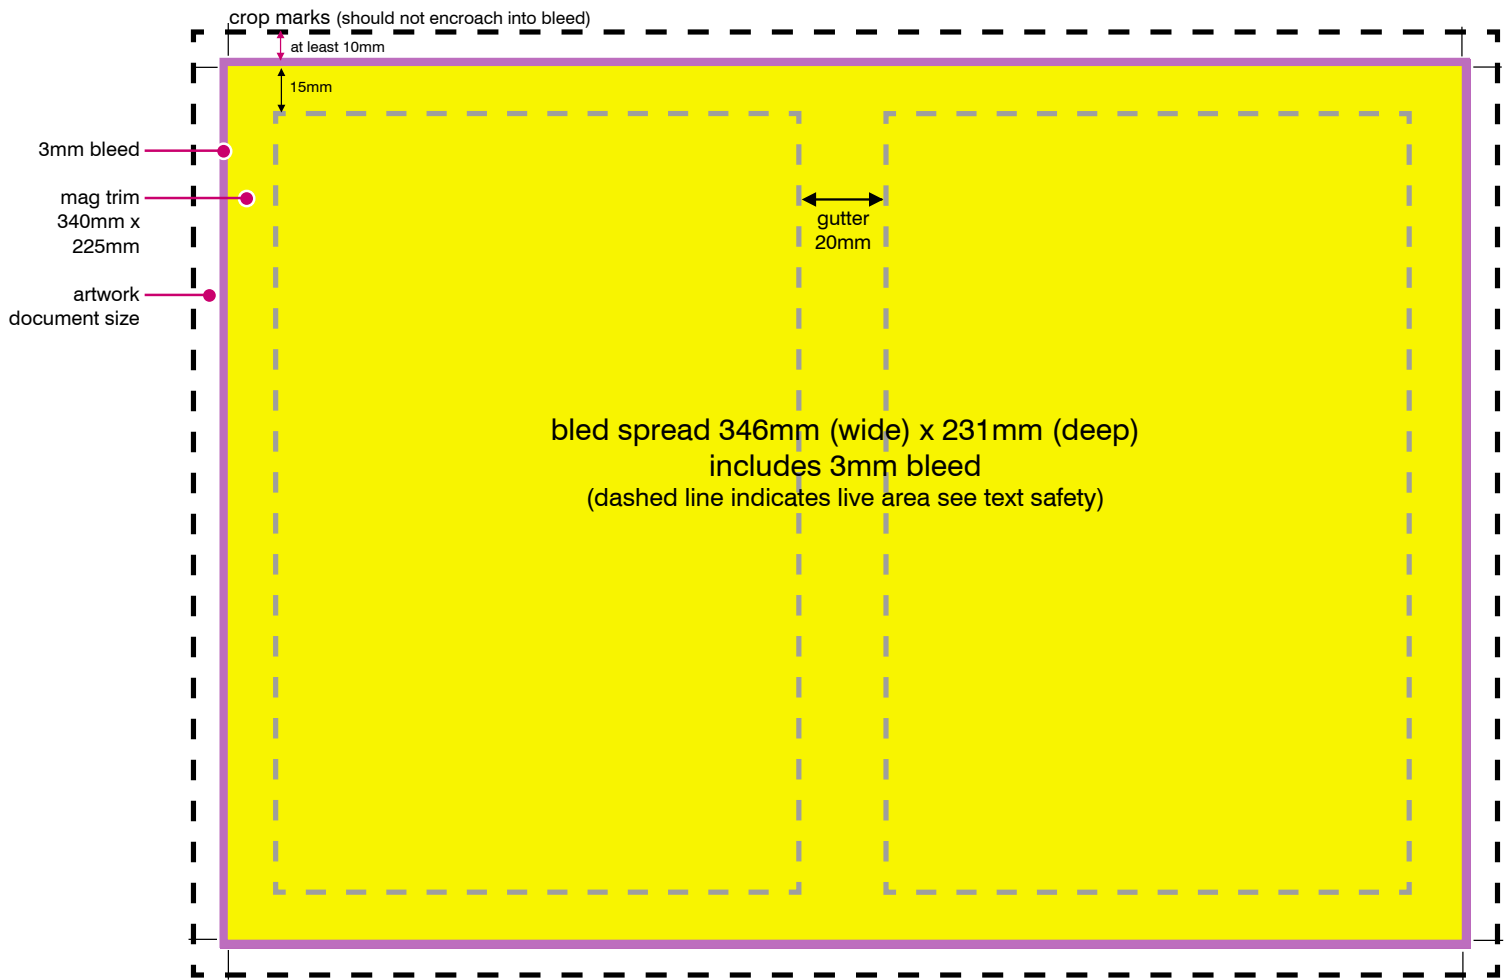 crop marks (should not encroach into bleed)
at least 10mm
15mm
3mm bleed
mag trim
340mm x
225mm
gutter
20mm
artwork
document size
bled spread 346mm (wide) x 231mm (deep)
includes 3mm bleed
(dashed line indicates live area see text safety)